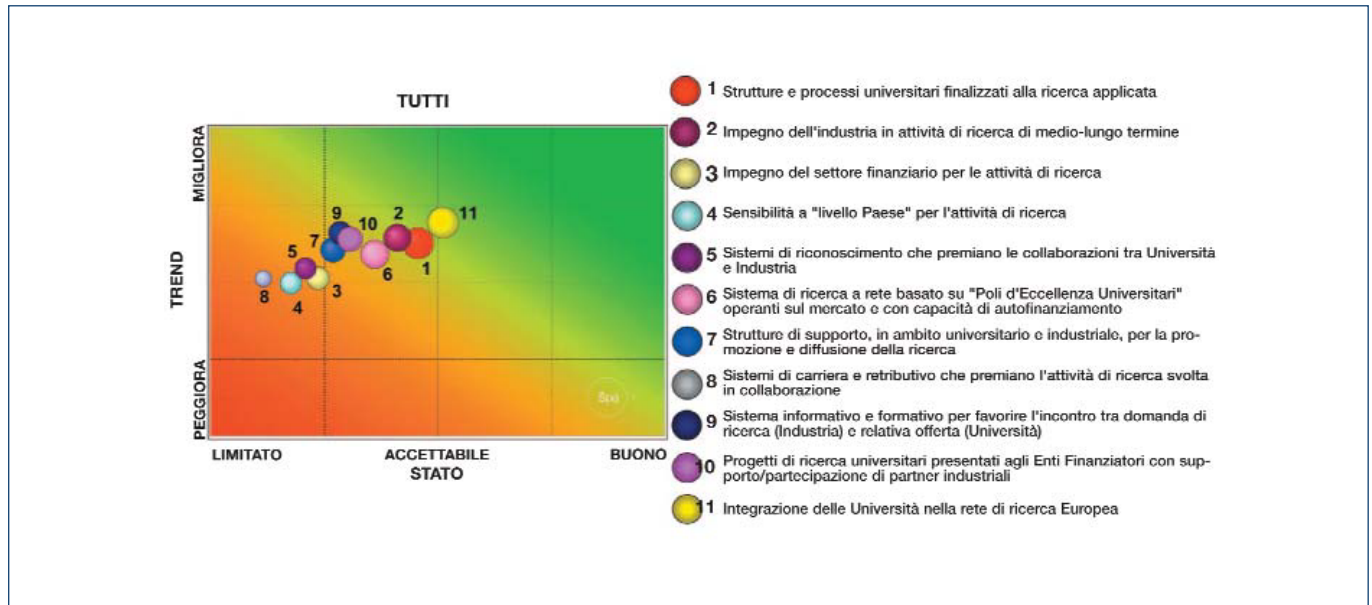 TUTTI
MIGLIORA
TREND
PEGGIORA
9
10
2
11
7
5
6
1
8
4
3
Spa
LIMITATO
ACCETTABILE
BUONO
STATO
1 Strutture e processi universitari finalizzati alla ricerca applicata
2 Impegno dell'industria in attività di ricerca di medio-lungo termine
3 Impegno del settore finanziario per le attività di ricerca
4 Sensibilità a "livello Paese" per l'attività di ricerca
5 Sistemi di riconoscimento che premiano le collaborazioni tra Università
e Industria
6 Sistema di ricerca a rete basato su "Poli d'Eccellenza Universitari"
operanti sul mercato e con capacità di autofinanziamento
7 Strutture di supporto, in ambito universitario e industriale, per la pro-
mozione e diffusione della ricerca
8 Sistemi di carriera e retributivo che premiano l'attività di ricerca svolta
in collaborazione
9 Sistema informativo e formativo per favorire l'incontro tra domanda di
ricerca (Industria) e relativa offerta (Università)
10 Progetti di ricerca universitari presentati agli Enti Finanziatori con sup-
porto/partecipazione di partner industriali
11 Integrazione delle Università nella rete di ricerca Europea